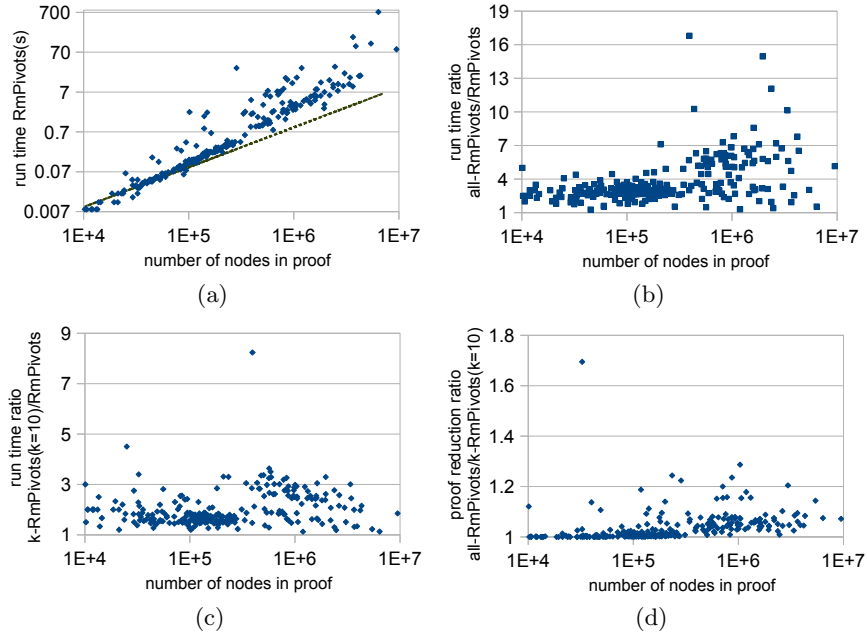 run time RmPivots(s)
700
70
7
0.7
0.07
0.007
1E+4
1E+5
1E+6
1E+7
number of nodes in proof
(a)
run time ratio
all-RmPivots/RmPivots
19
16
13
10
7
4
1
1E+4
1E+5
1E+6
1E+7
number of nodes in proof
(b)
run time ratio
k-RmPivots(k=10)/RmPivots
9
7
5
3
1
1E+4
1E+5
1E+6
1E+7
number of nodes in proof
(c)
proof reduction ratio
all-RmPivots/k-RmPivots(k=10)
1.8
1.6
1.4
1.2
1
1E+4
1E+5
1E+6
1E+7
number of nodes in proof
(d)